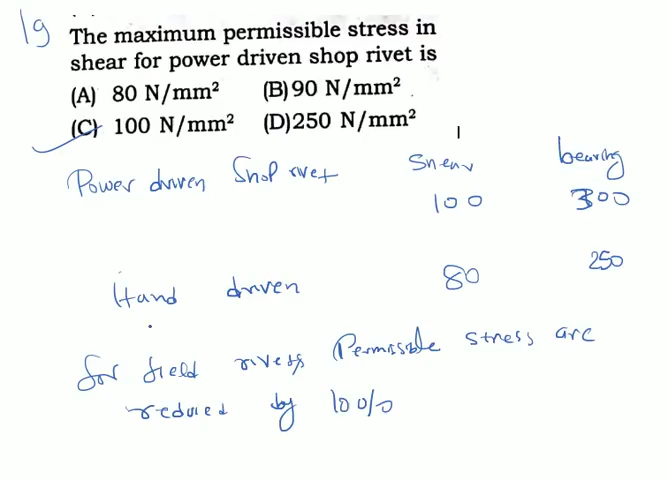 19
The maximum permissible stress in
shear for power driven shop rivet is
(A) 80 N/mm² (B)90 N/mm²
(C) 100 N/mm² (D)250 N/mm²
Shear bearing
Power driven Shop rivet 100 300
Hand driven 80 250
for field rivets Permissible stress are
reduced by 10%